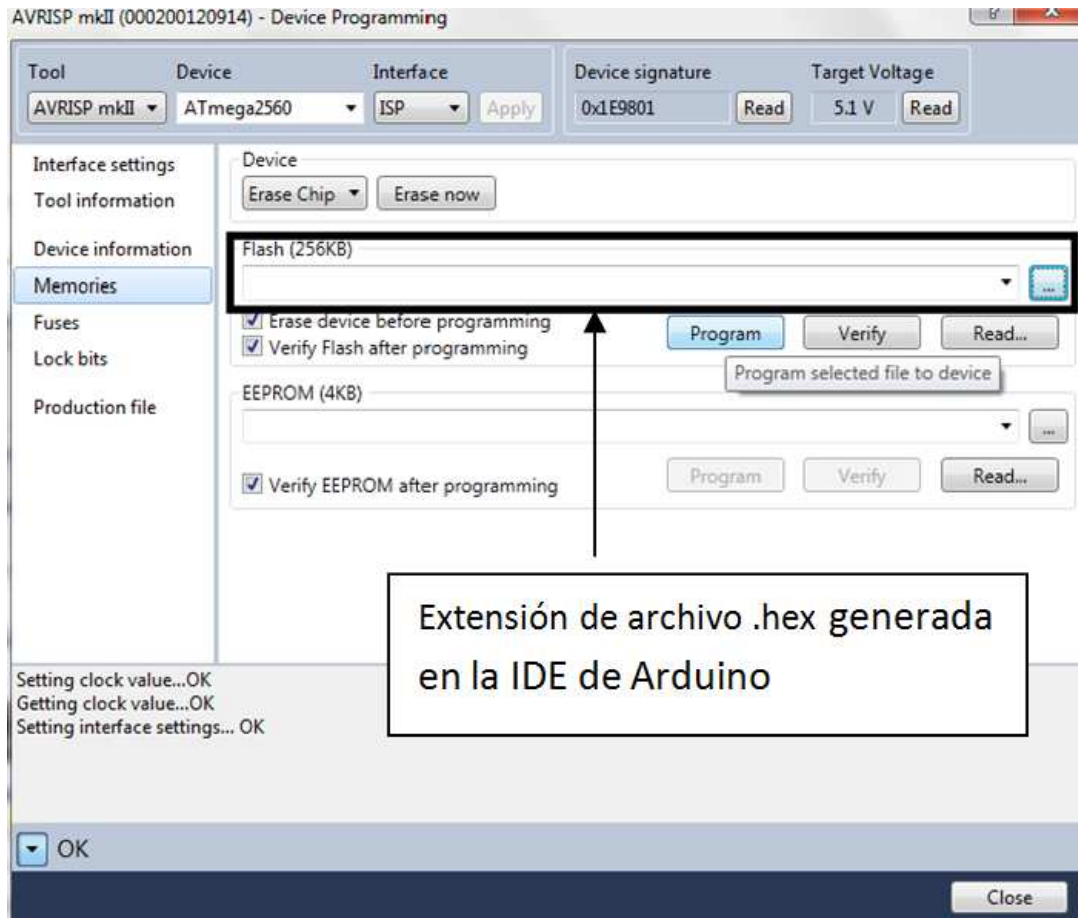 AVRISP mkII (000200120914) - Device Programming
Tool Device Interface Device signature Target Voltage
AVRISP mkII ATmega2560 ISP Apply 0x1E9801 Read 5.1 V Read
Interface settings
Tool information
Device information
Memories
Fuses
Lock bits
Production file
Device
Erase Chip Erase now
Flash (256KB)
...
Erase device before programming
Verify Flash after programming
Program Verify Read...
Program selected file to device
EEPROM (4KB)
...
Verify EEPROM after programming
Program Verify Read...
Extensión de archivo .hex generada
en la IDE de Arduino
Setting clock value...OK
Getting clock value...OK
Setting interface settings... OK
OK
Close